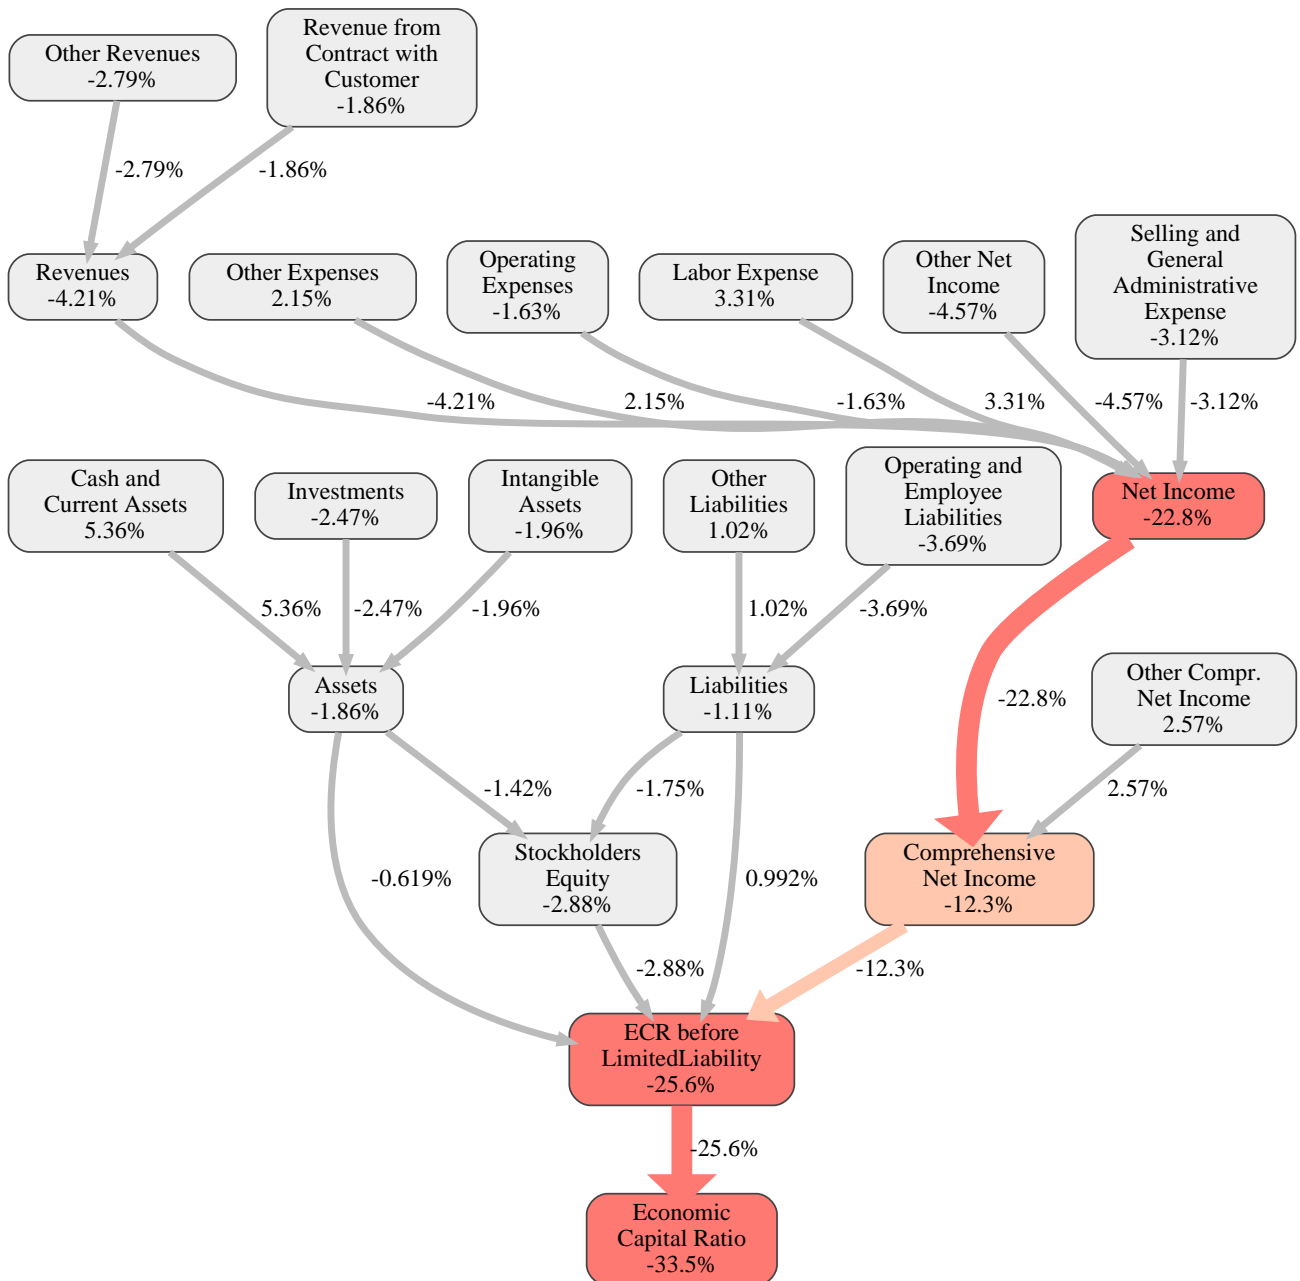 Other Revenues
-2.79%
Revenue from
Contract with
Customer
-1.86%
-2.79%
-1.86%
Revenues
-4.21%
Other Expenses
2.15%
Operating
Expenses
-1.63%
Labor Expense
3.31%
Other Net
Income
-4.57%
Selling and
General
Administrative
Expense
-3.12%
-4.21%
2.15%
-1.63%
3.31%
-4.57%
-3.12%
Cash and
Current Assets
5.36%
Investments
-2.47%
Intangible
Assets
-1.96%
Other
Liabilities
1.02%
Operating and
Employee
Liabilities
-3.69%
Net Income
-22.8%
5.36%
-2.47%
-1.96%
1.02%
-3.69%
Assets
-1.86%
Liabilities
-1.11%
-22.8%
Other Compr.
Net Income
2.57%
-1.42%
-1.75%
2.57%
-0.619%
Stockholders
Equity
-2.88%
0.992%
Comprehensive
Net Income
-12.3%
-2.88%
-12.3%
ECR before
LimitedLiability
-25.6%
-25.6%
Economic
Capital Ratio
-33.5%